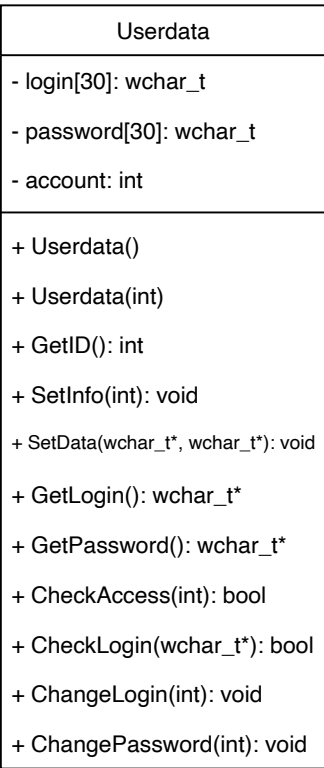 Userdata
- login[30]: wchar_t
- password[30]: wchar_t
- account: int
+ Userdata()
+ Userdata(int)
+ GetID(): int
+ SetInfo(int): void
+ SetData(wchar_t*, wchar_t*): void
+ GetLogin(): wchar_t*
+ GetPassword(): wchar_t*
+ CheckAccess(int): bool
+ CheckLogin(wchar_t*): bool
+ ChangeLogin(int): void
+ ChangePassword(int): void